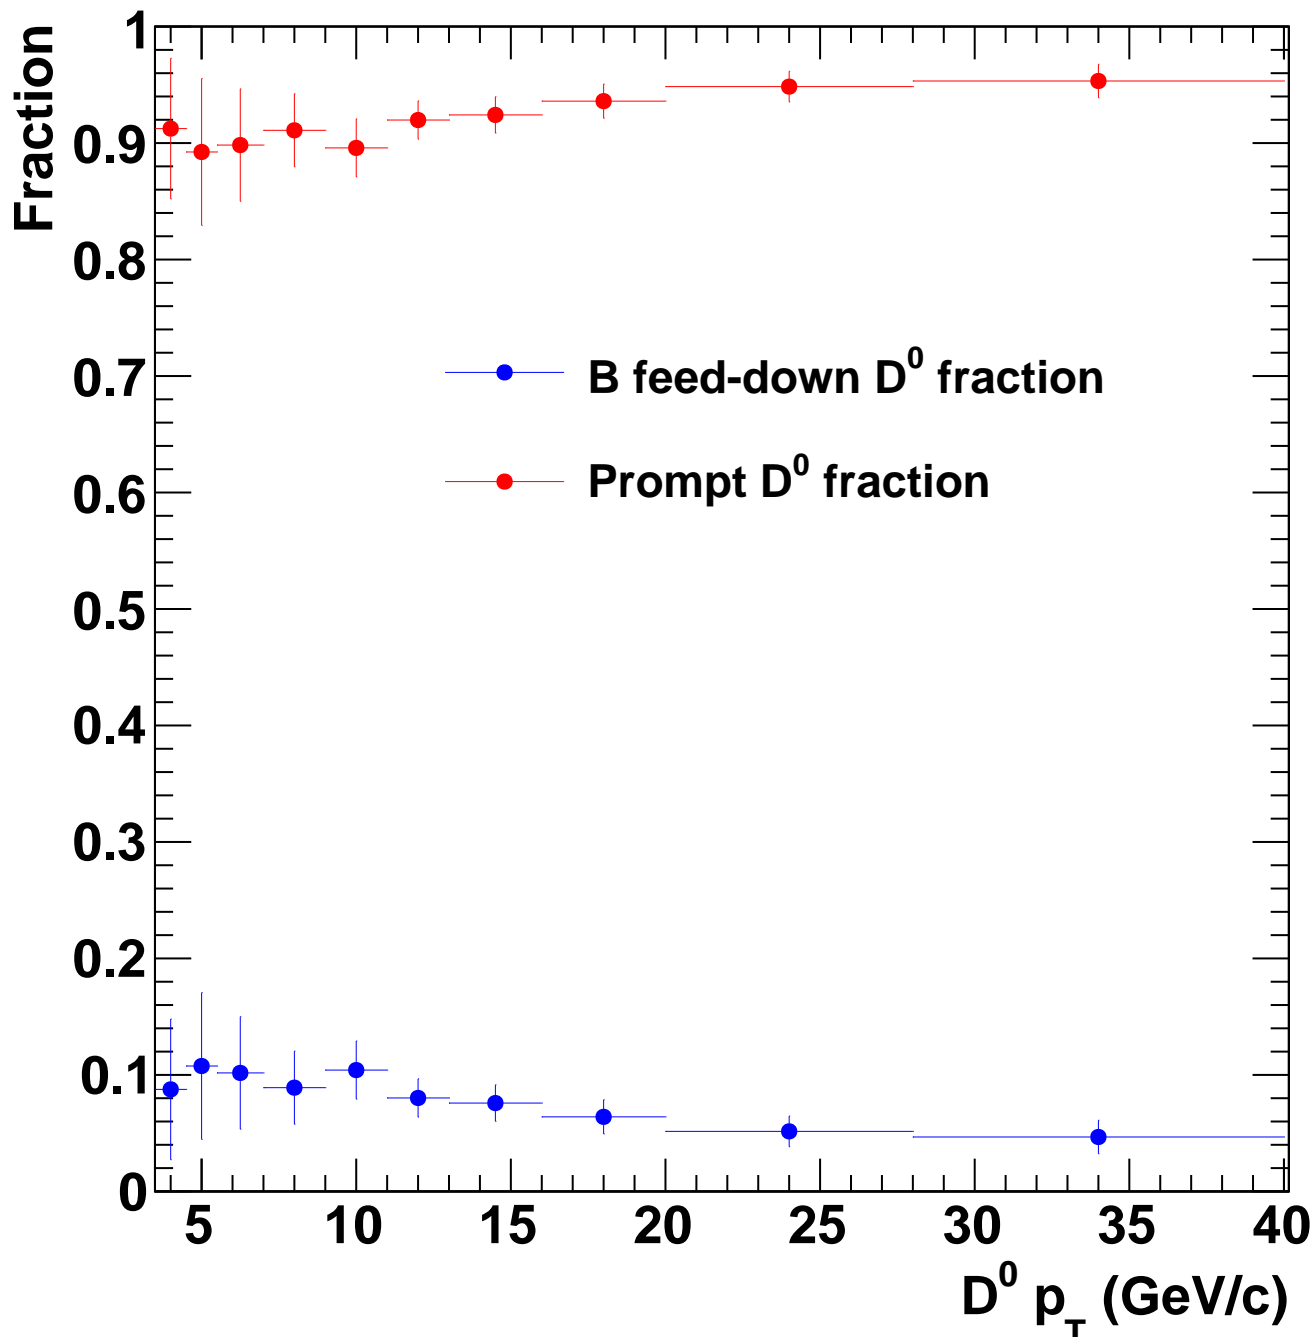 Fraction
1
0.9
0.8
0.7
0.6
0.5
0.4
0.3
0.2
0.1
0
B feed-down D⁰ fraction
Prompt D⁰ fraction
5 10 15 20 25 30 35 40
D⁰ p_T (GeV/c)